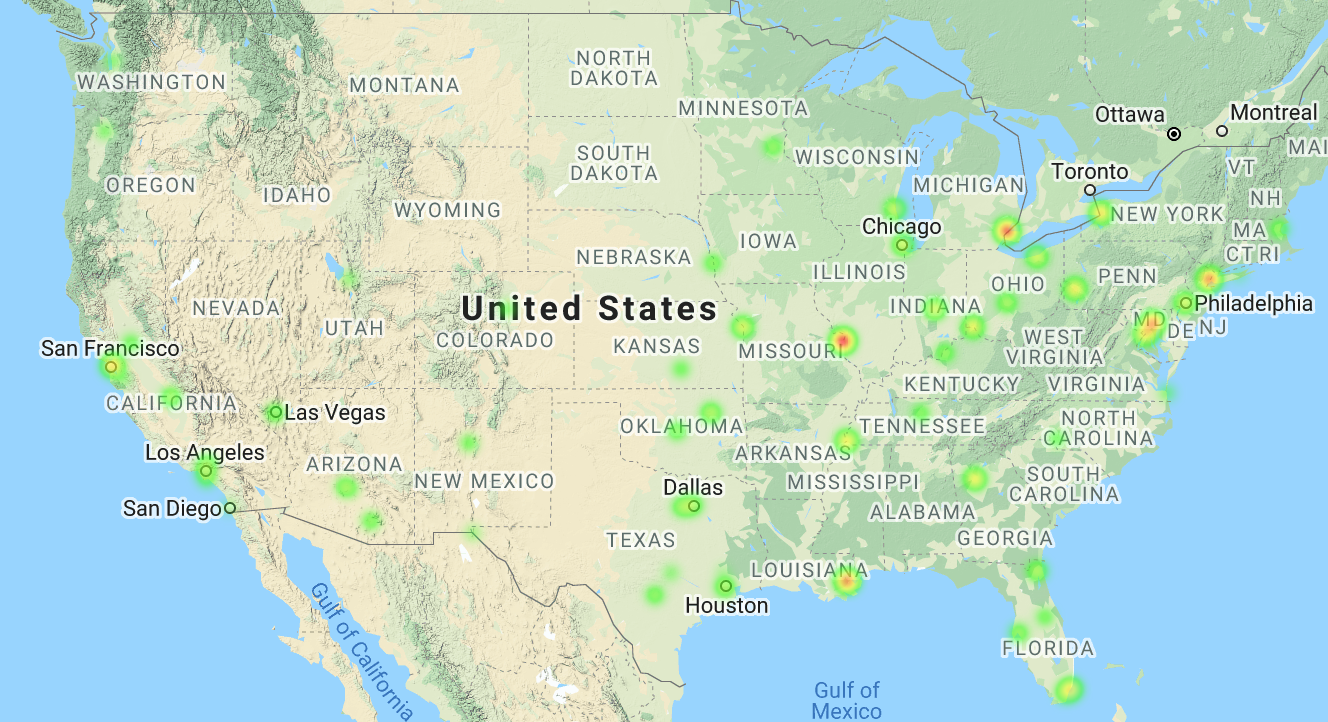 NORTH
DAKOTA
WASHINGTON
MONTANA
MINNESOTA
Ottawa
Montreal
MAI
SOUTH
DAKOTA
WISCONSIN
VT
Toronto
OREGON
IDAHO
MICHIGAN
NH
WYOMING
NEW YORK
Chicago
MA
IOWA
CT RI
NEBRASKA
ILLINOIS
PENN
OHIO
NEVADA
United States
INDIANA
Philadelphia
UTAH
COLORADO
MD
DE
NJ
San Francisco
KANSAS
MISSOURI
WEST
VIRGINIA
KENTUCKY
VIRGINIA
CALIFORNIA
Las Vegas
OKLAHOMA
TENNESSEE
NORTH
CAROLINA
Los Angeles
ARIZONA
ARKANSAS
NEW MEXICO
MISSISSIPPI
SOUTH
CAROLINA
Dallas
San Diego
ALABAMA
TEXAS
GEORGIA
LOUISIANA
Houston
Gulf of California
FLORIDA
Gulf of
Mexico